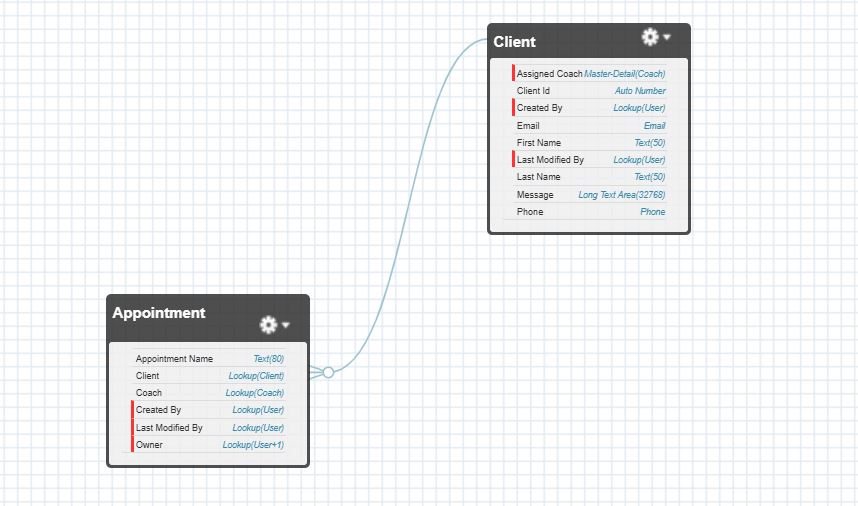 Client
Assigned Coach Master-Detail(Coach)
Client Id Auto Number
Created By Lookup(User)
Email Email
First Name Text(50)
Last Modified By Lookup(User)
Last Name Text(50)
Message Long Text Area(32768)
Phone Phone
Appointment
Appointment Name Text(80)
Client Lookup(Client)
Coach Lookup(Coach)
Created By Lookup(User)
Last Modified By Lookup(User)
Owner Lookup(User+1)